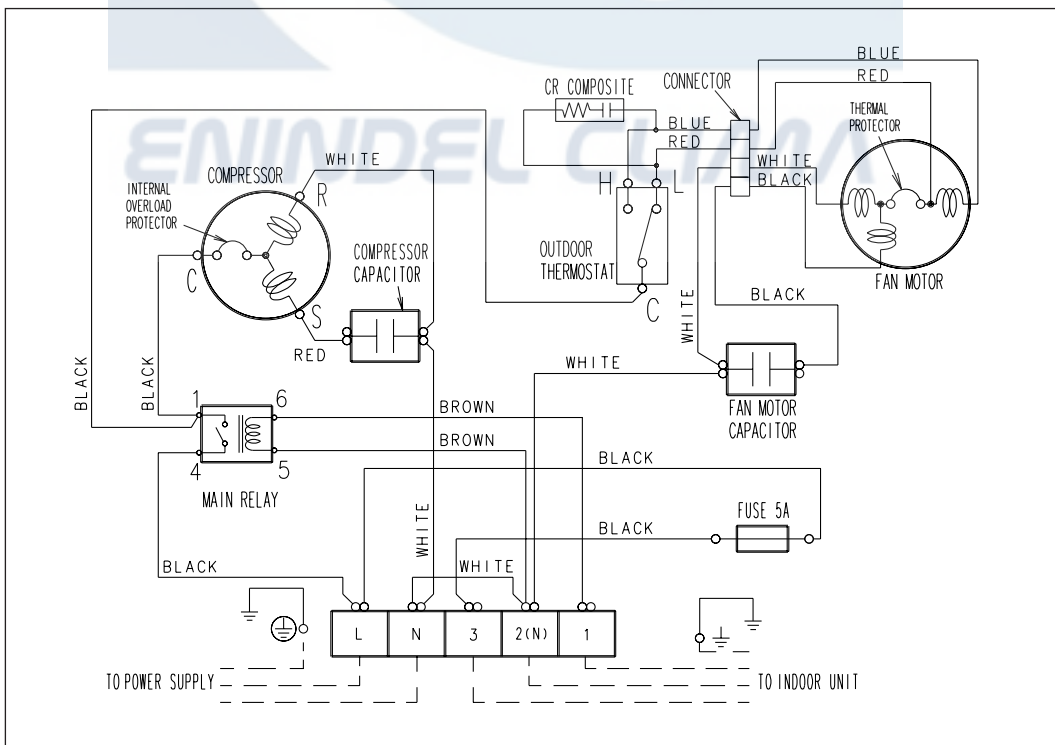 BLUE
RED
CR COMPOSITE
CONNECTOR
THERMAL
PROTECTOR
BLUE
RED
WHITE
BLACK
ENINDEL CLIMA
WHITE
COMPRESSOR
R
INTERNAL
OVERLOAD
PROTECTOR
C
S
COMPRESSOR
CAPACITOR
H
L
OUTDOOR
THERMOSTAT
C
FAN MOTOR
RED
BLACK
WHITE
BLACK
BLACK
WHITE
FAN MOTOR
CAPACITOR
1
6
4
5
BROWN
BROWN
MAIN RELAY
BLACK
FUSE 5A
BLACK
WHITE
BLACK
WHITE
L
N
3
2(N)
1
TO POWER SUPPLY
TO INDOOR UNIT